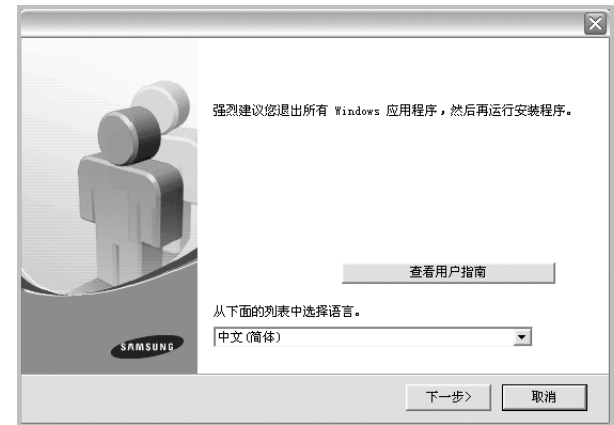 强烈建议您退出所有 Windows 应用程序，然后再运行安装程序。
查看用户指南
从下面的列表中选择语言。
SAMSUNG
中文(简体)
下一步>
取消